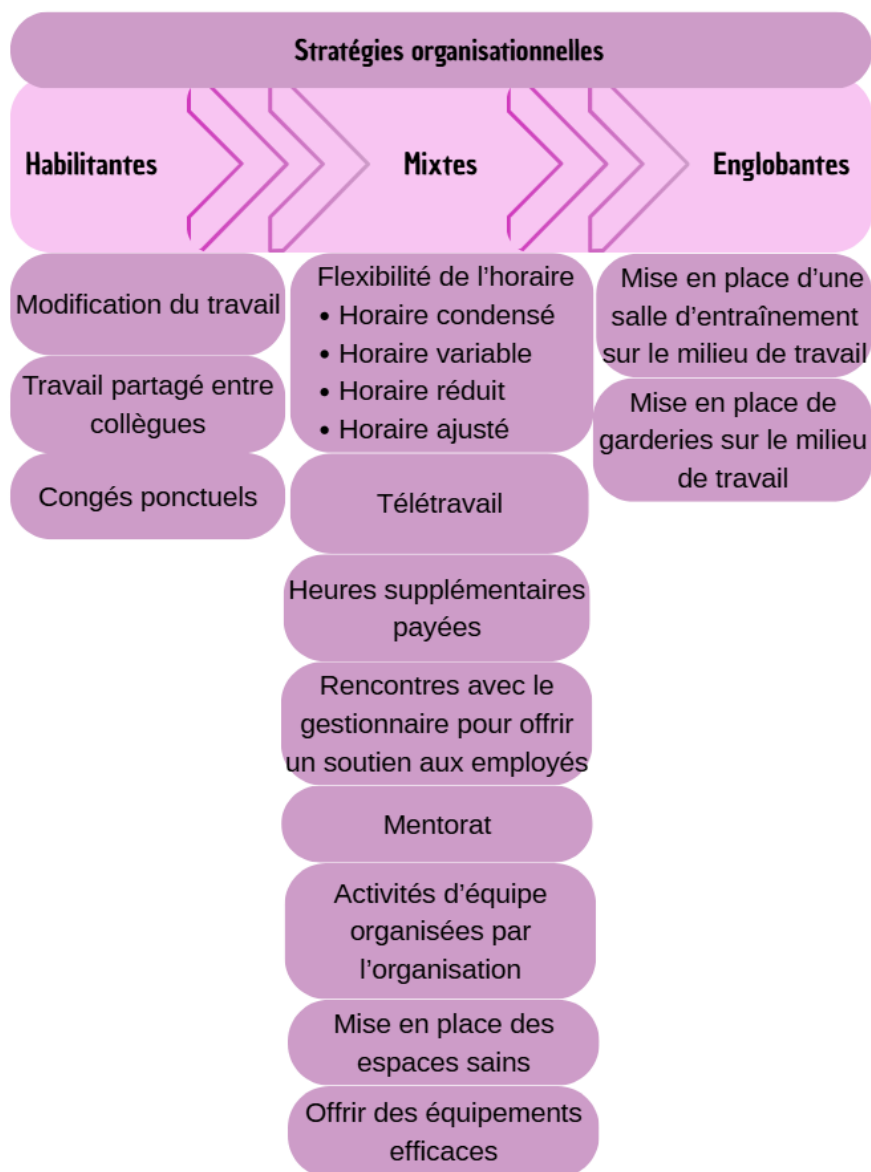 Stratégies organisationnelles
Habilitantes
Mixtes
Englobantes
Modification du travail
Travail partagé entre
collègues
Congés ponctuels
Flexibilité de l’horaire
• Horaire condensé
• Horaire variable
• Horaire réduit
• Horaire ajusté
Télétravail
Heures supplémentaires
payées
Rencontres avec le
gestionnaire pour offrir
un soutien aux employés
Mentorat
Activités d’équipe
organisées par
l’organisation
Mise en place des
espaces sains
Offrir des équipements
efficaces
Mise en place d’une
salle d’entraînement
sur le milieu de travail
Mise en place de
garderies sur le milieu
de travail